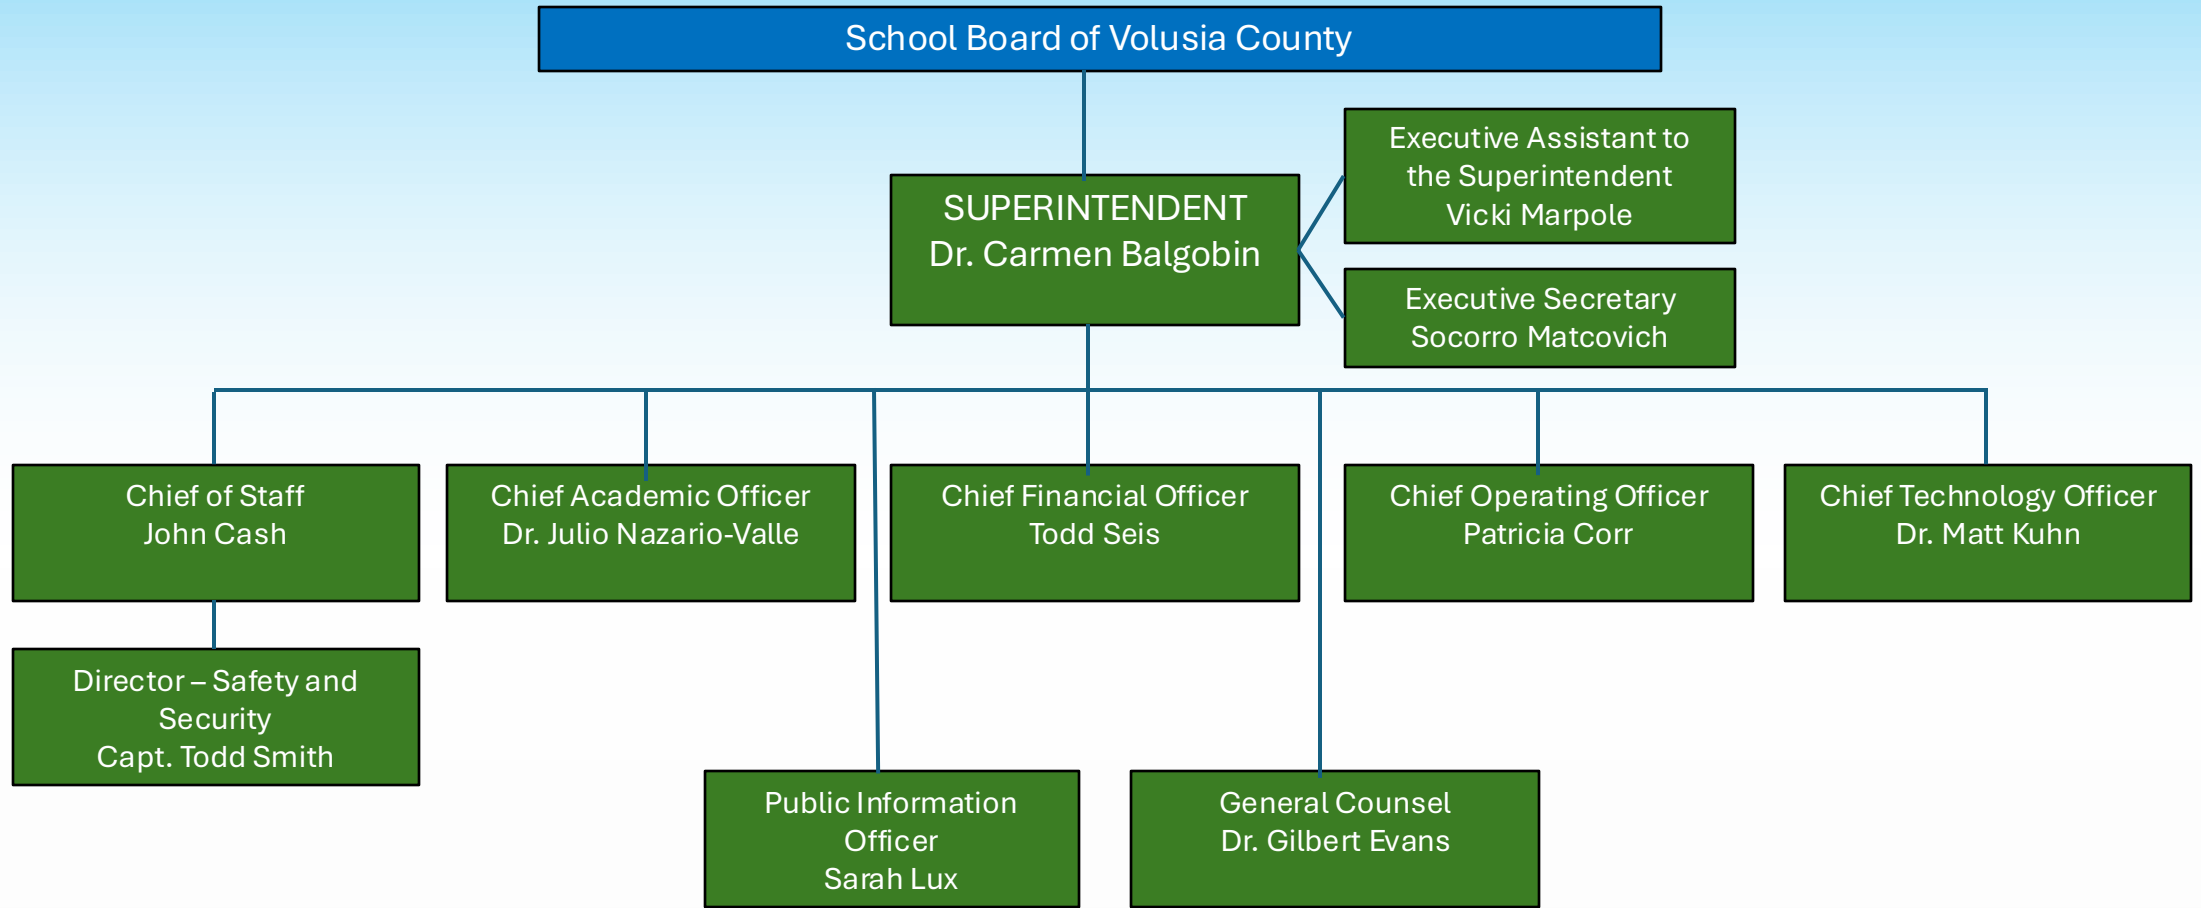 School Board of Volusia County
SUPERINTENDENT
Dr. Carmen Balgobin
Executive Assistant to
the Superintendent
Vicki Marpole
Executive Secretary
Socorro Matcovich
Chief of Staff
John Cash
Chief Academic Officer
Dr. Julio Nazario-Valle
Chief Financial Officer
Todd Seis
Chief Operating Officer
Patricia Corr
Chief Technology Officer
Dr. Matt Kuhn
Director – Safety and
Security
Capt. Todd Smith
Public Information
Officer
Sarah Lux
General Counsel
Dr. Gilbert Evans